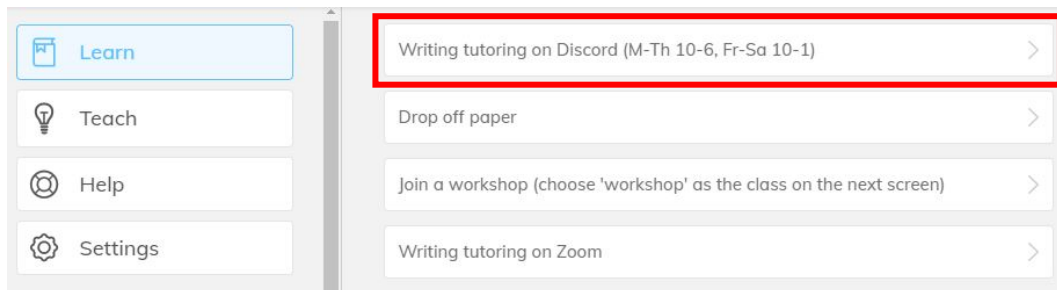 Learn
Teach
Help
Settings
Writing tutoring on Discord (M-Th 10-6, Fr-Sa 10-1)
Drop off paper
Join a workshop (choose 'workshop' as the class on the next screen)
Writing tutoring on Zoom